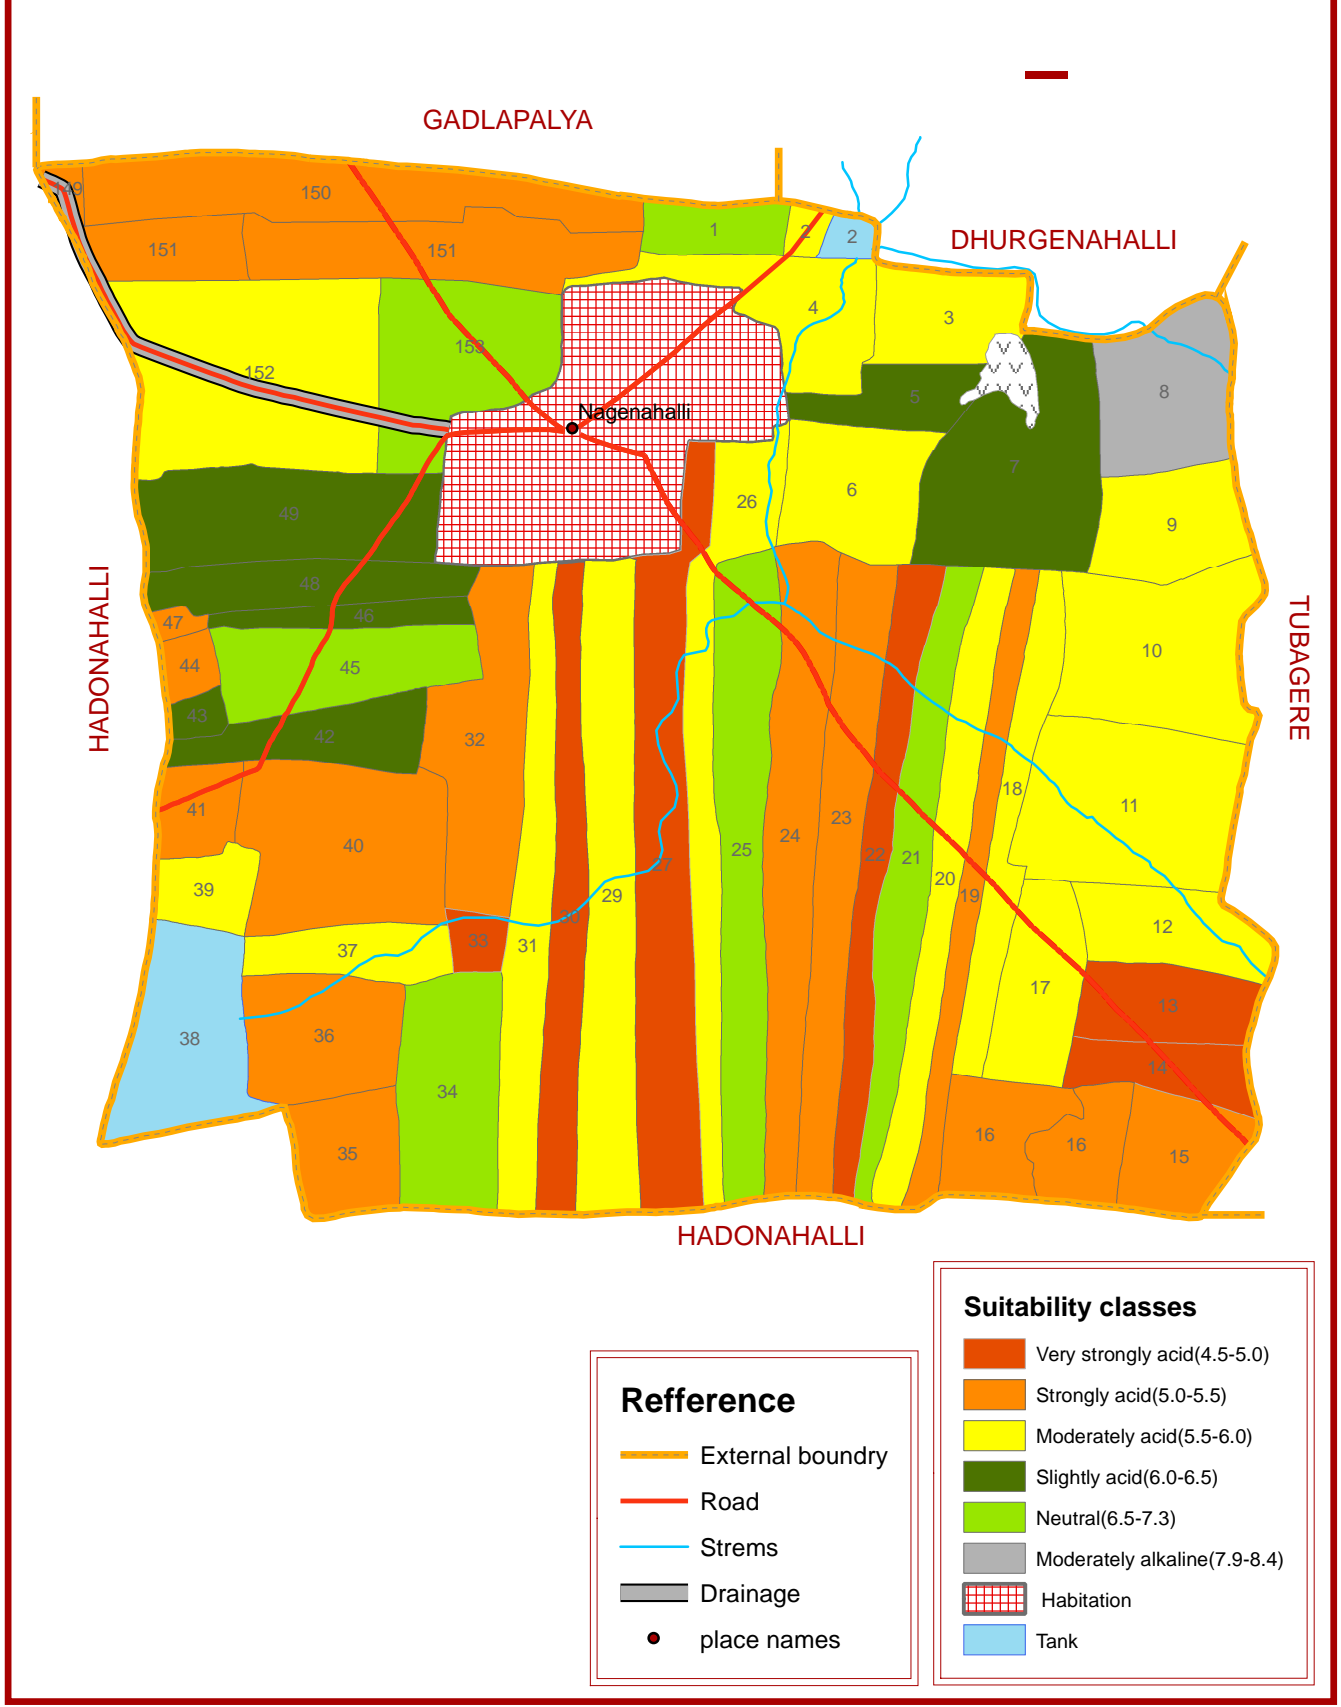 GADLAPALYA
DHURGENAHALLI
149
150
151
151
1
2
2
4
3
152
153
Nagenahalli
5
8
7
6
26
9
49
48
47
46
44
45
43
42
32
10
HADONAHALLI
TUBAGERE
41
40
39
18
11
23
24
25
22
21
27
20
19
29
30
31
33
37
12
17
13
38
36
14
34
35
16
16
15
HADONAHALLI
Refference
External boundry
Road
Strems
Drainage
place names
Suitability classes
Very strongly acid(4.5-5.0)
Strongly acid(5.0-5.5)
Moderately acid(5.5-6.0)
Slightly acid(6.0-6.5)
Neutral(6.5-7.3)
Moderately alkaline(7.9-8.4)
Habitation
Tank